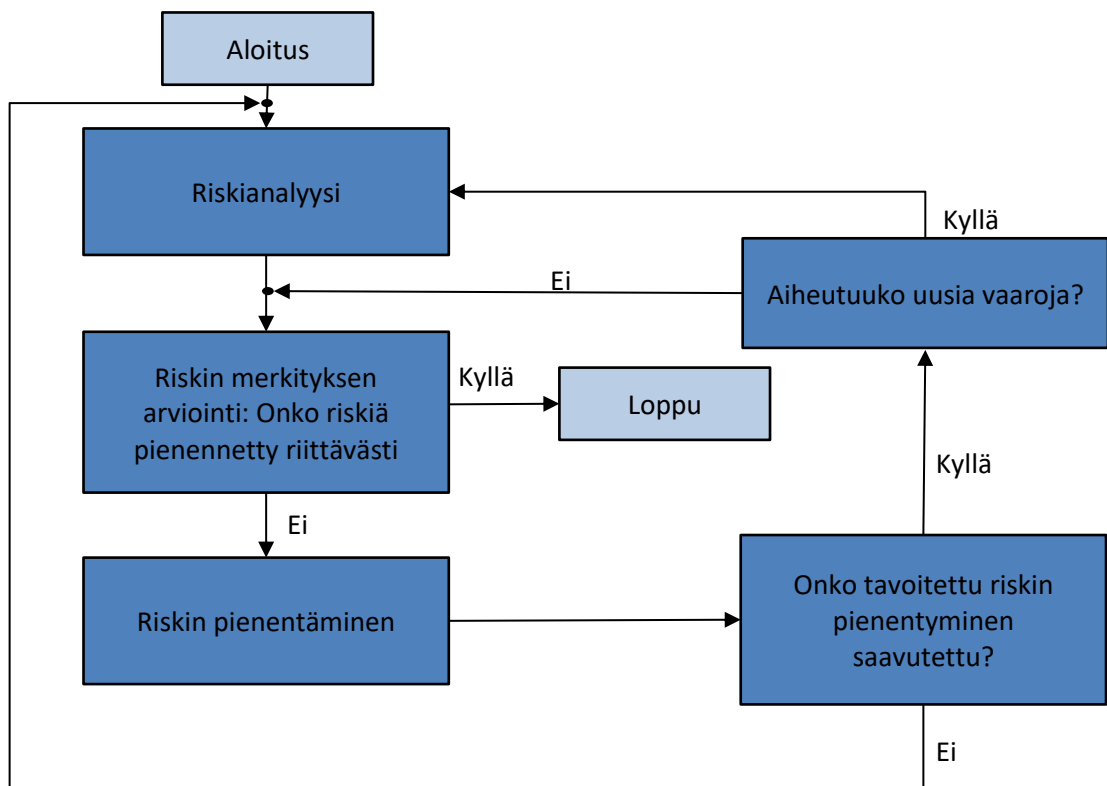 Aloitus
Riskianalyysi
Kyllä
Ei
Aiheutuuko uusia vaaroja?
Riskin merkityksen
arviointi: Onko riskiä
pienennetty riittävästi
Kyllä
Loppu
Kyllä
Ei
Riskin pienentäminen
Onko tavoitettu riskin
pienentyminen
saavutettu?
Ei